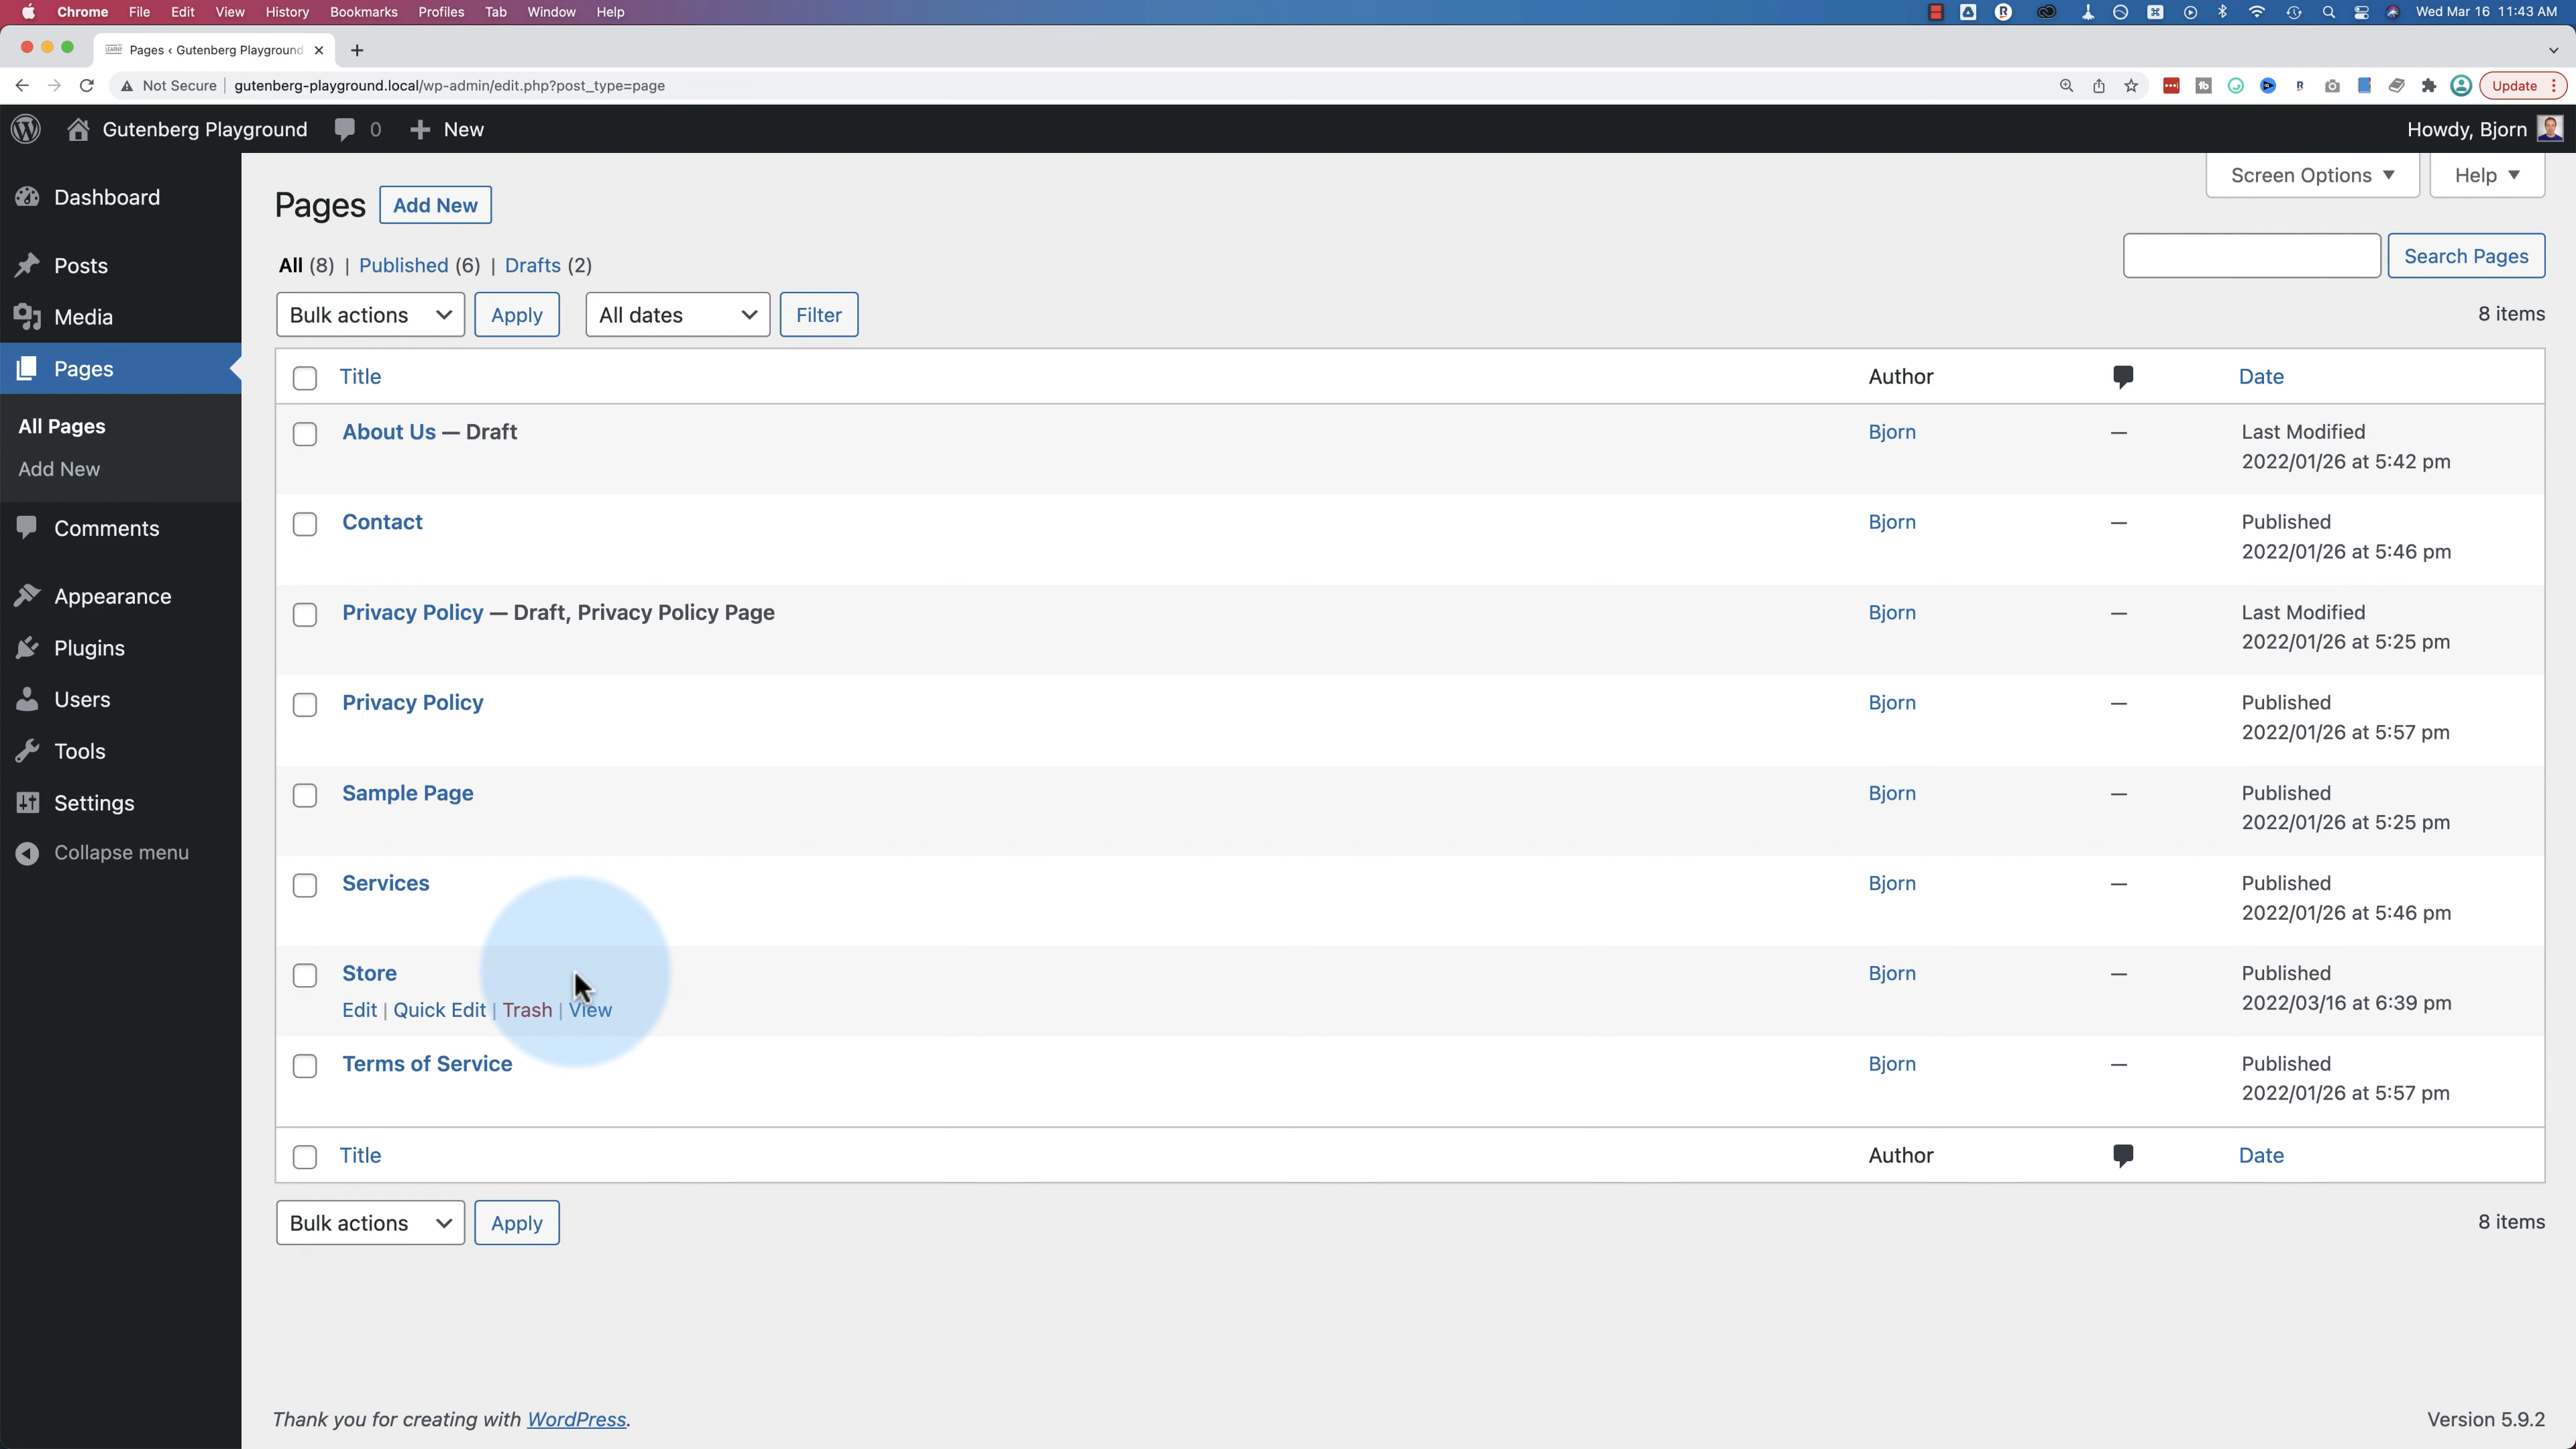 Chrome File Edit View History Bookmarks Profiles Tab Window Help Wed Mar 16 11:43 AM
Pages ‹ Gutenberg Playground
Not Secure gutenberg-playground.local/wp-admin/edit.php?post_type=page Update
Gutenberg Playground 0 New Howdy, Bjorn
Screen Options Help
Dashboard
Posts
Media
Pages
All Pages
Add New
Comments
Appearance
Plugins
Users
Tools
Settings
Collapse menu
Pages Add New
All (8) | Published (6) | Drafts (2)
Search Pages
Bulk actions Apply All dates Filter 8 items
Title Author Date
About Us — Draft Bjorn — Last Modified
2022/01/26 at 5:42 pm
Contact Bjorn — Published
2022/01/26 at 5:46 pm
Privacy Policy — Draft, Privacy Policy Page Bjorn — Last Modified
2022/01/26 at 5:25 pm
Privacy Policy Bjorn — Published
2022/01/26 at 5:57 pm
Sample Page Bjorn — Published
2022/01/26 at 5:25 pm
Services Bjorn — Published
2022/01/26 at 5:46 pm
Store Bjorn — Published
2022/03/16 at 6:39 pm
Edit | Quick Edit | Trash | View
Terms of Service Bjorn — Published
2022/01/26 at 5:57 pm
Title Author Date
Bulk actions Apply 8 items
Thank you for creating with WordPress. Version 5.9.2